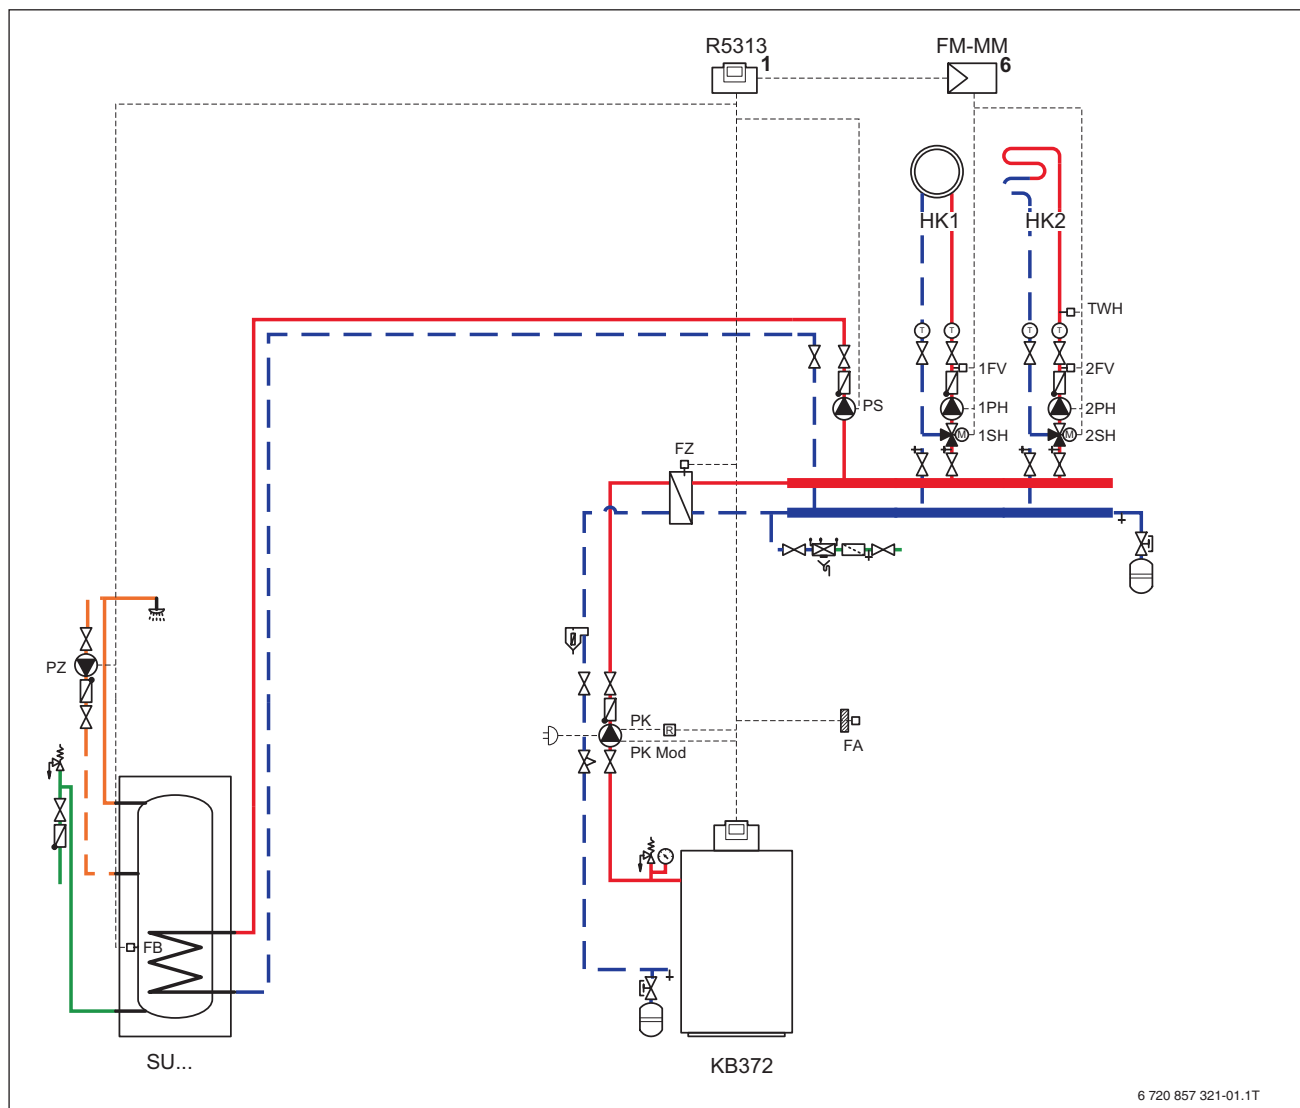 R5313
1
FM-MM
6
HK1
HK2
TWH
T
T
T
T
1FV
2FV
PS
1PH
2PH
M
1SH
M
2SH
FZ
PZ
PK
R
PK Mod
FA
FB
SU...
KB372
6 720 857 321-01.1T